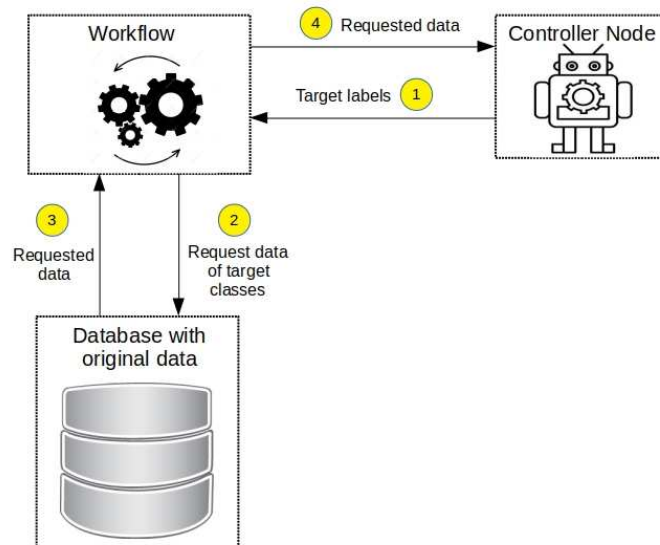 Workflow
4 Requested data
Controller Node
Target labels 1
3
Requested
data
2
Request data
of target
classes
Database with
original data